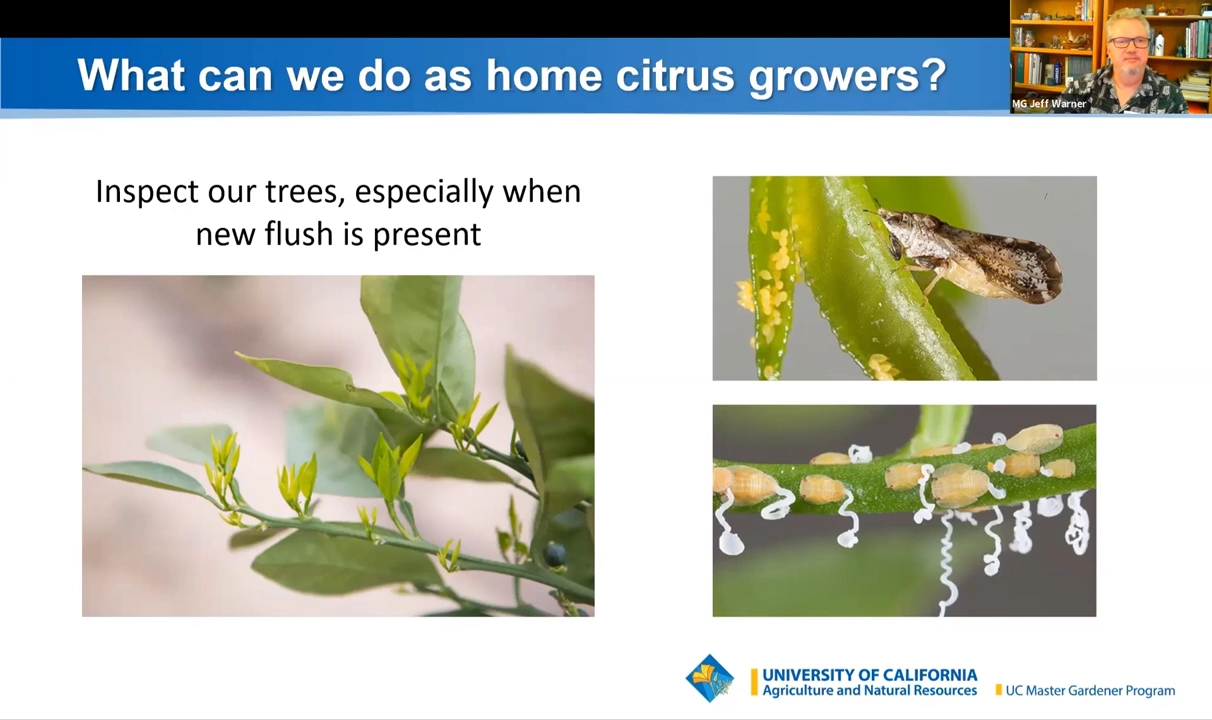 What can we do as home citrus growers?
MG Jeff Warner
Inspect our trees, especially when
new flush is present
UNIVERSITY OF CALIFORNIA
Agriculture and Natural Resources
UC Master Gardener Program